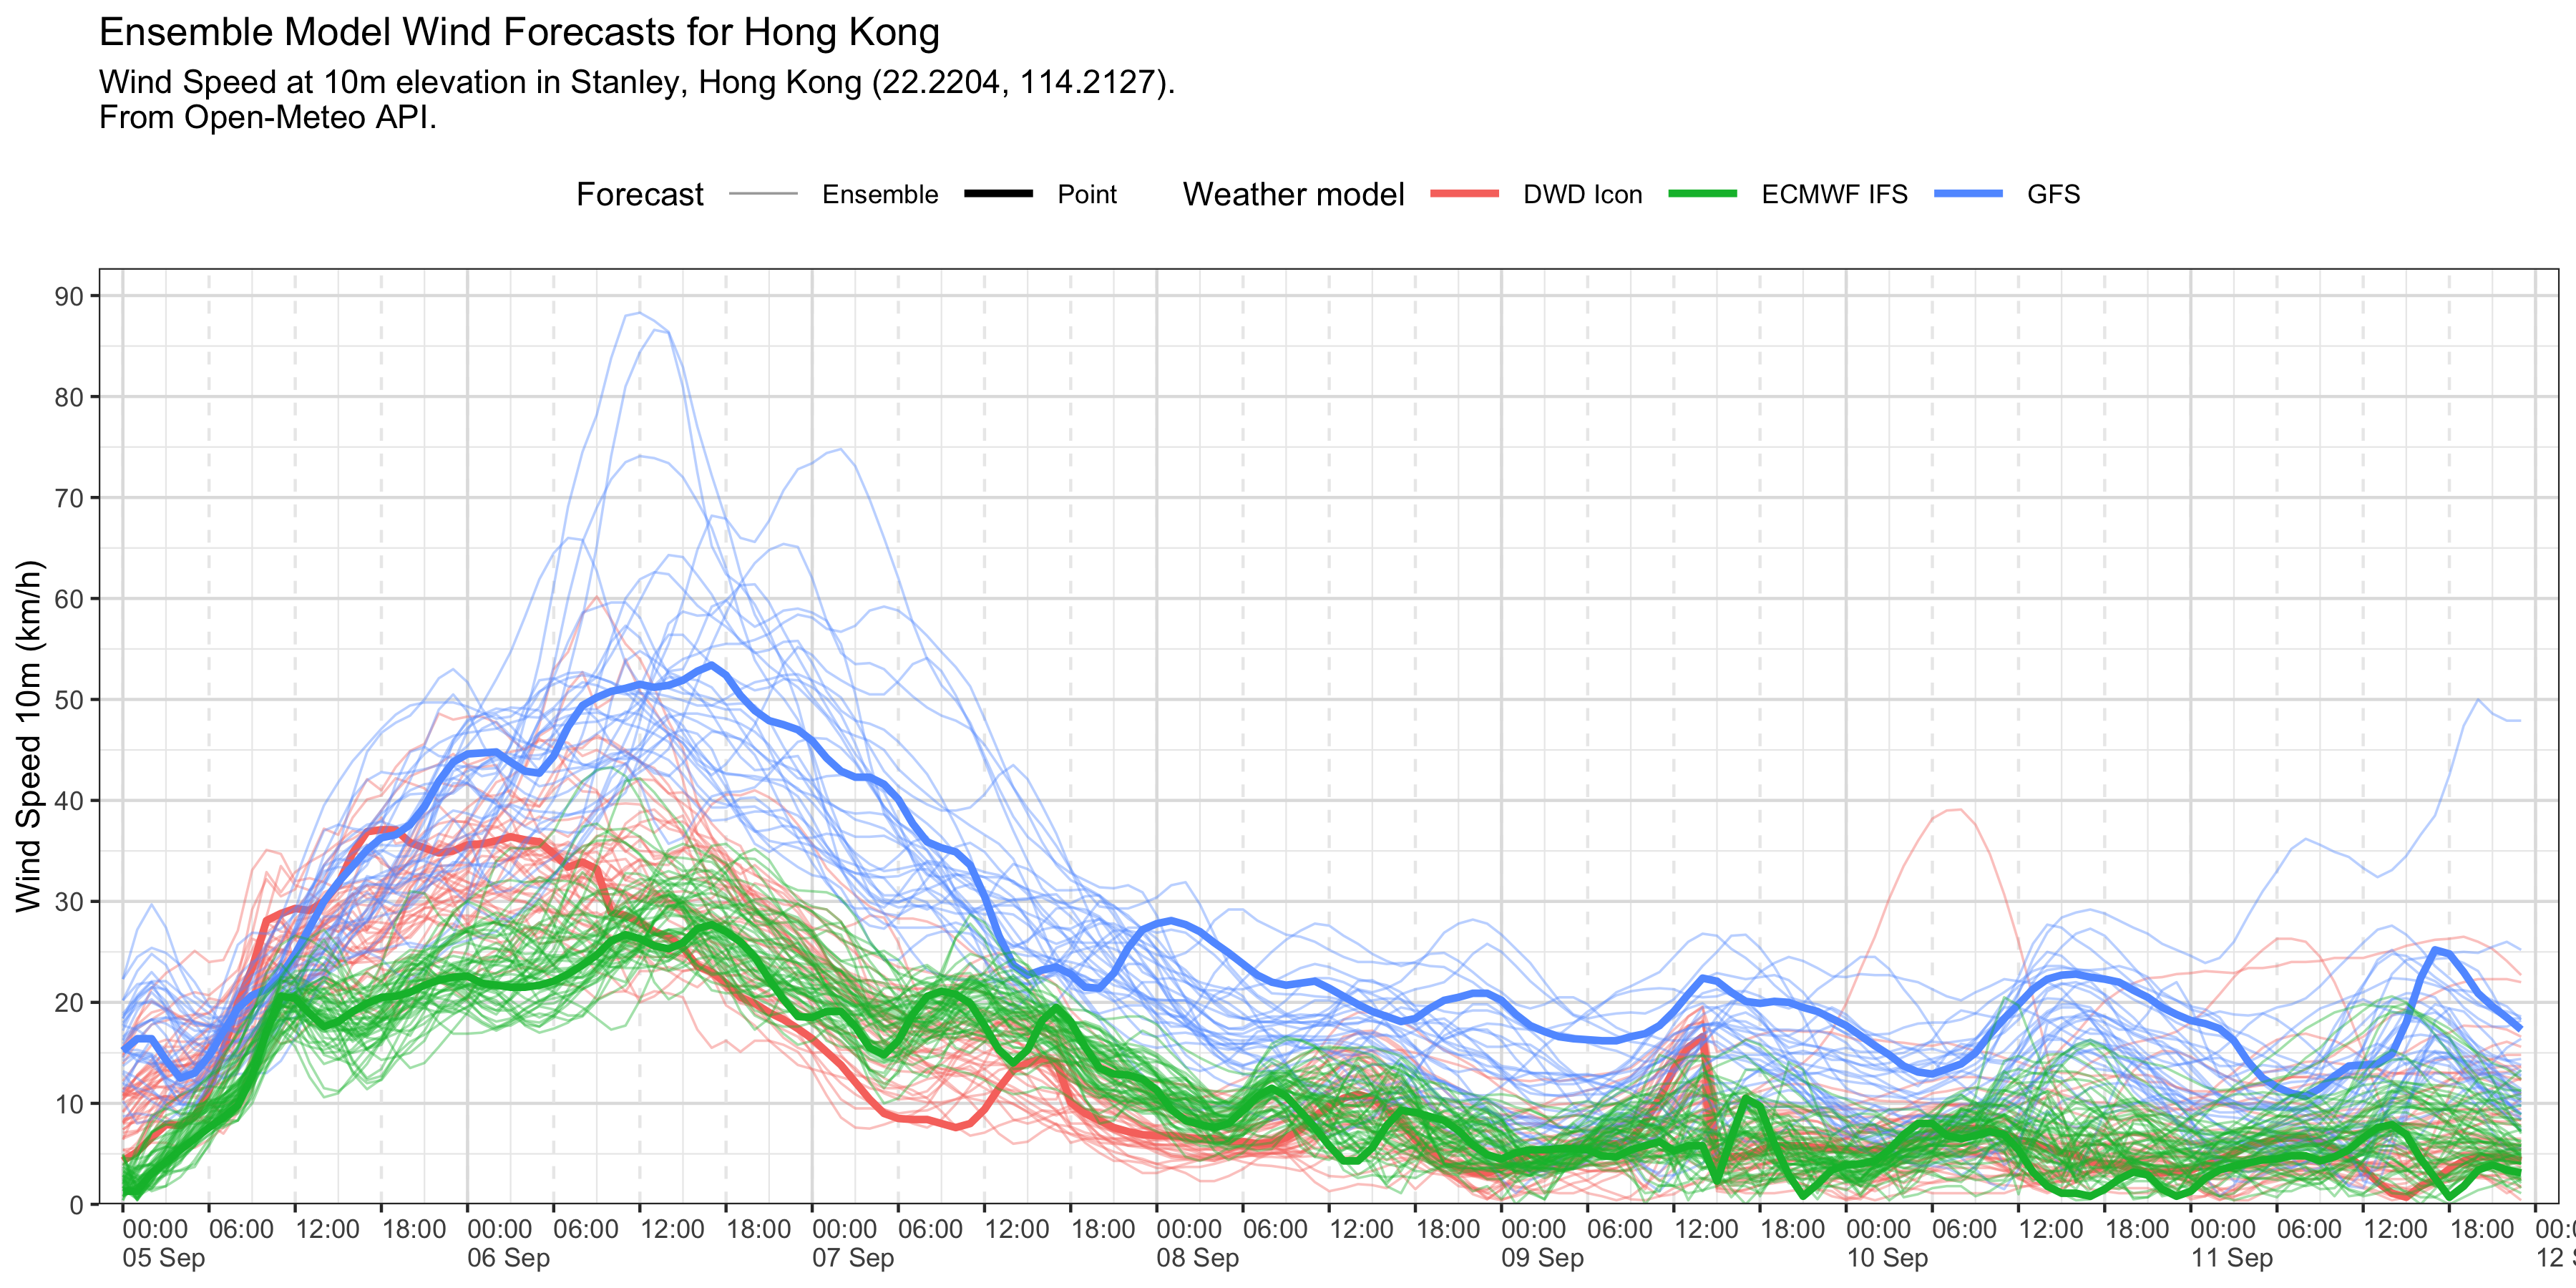 Ensemble Model Wind Forecasts for Hong Kong
Wind Speed at 10m elevation in Stanley, Hong Kong (22.2204, 114.2127).
From Open-Meteo API.
Forecast Ensemble Point Weather model DWD Icon ECMWF IFS GFS
Wind Speed 10m (km/h)
90
80
70
60
50
40
30
20
10
0
00:00 06:00 12:00 18:00 00:00 06:00 12:00 18:00 00:00 06:00 12:00 18:00 00:00 06:00 12:00 18:00 00:00 06:00 12:00 18:00 00:00 06:00 12:00 18:00 00:00 06:00 12:00 18:00 00:0
05 Sep 06 Sep 07 Sep 08 Sep 09 Sep 10 Sep 11 Sep 12 S